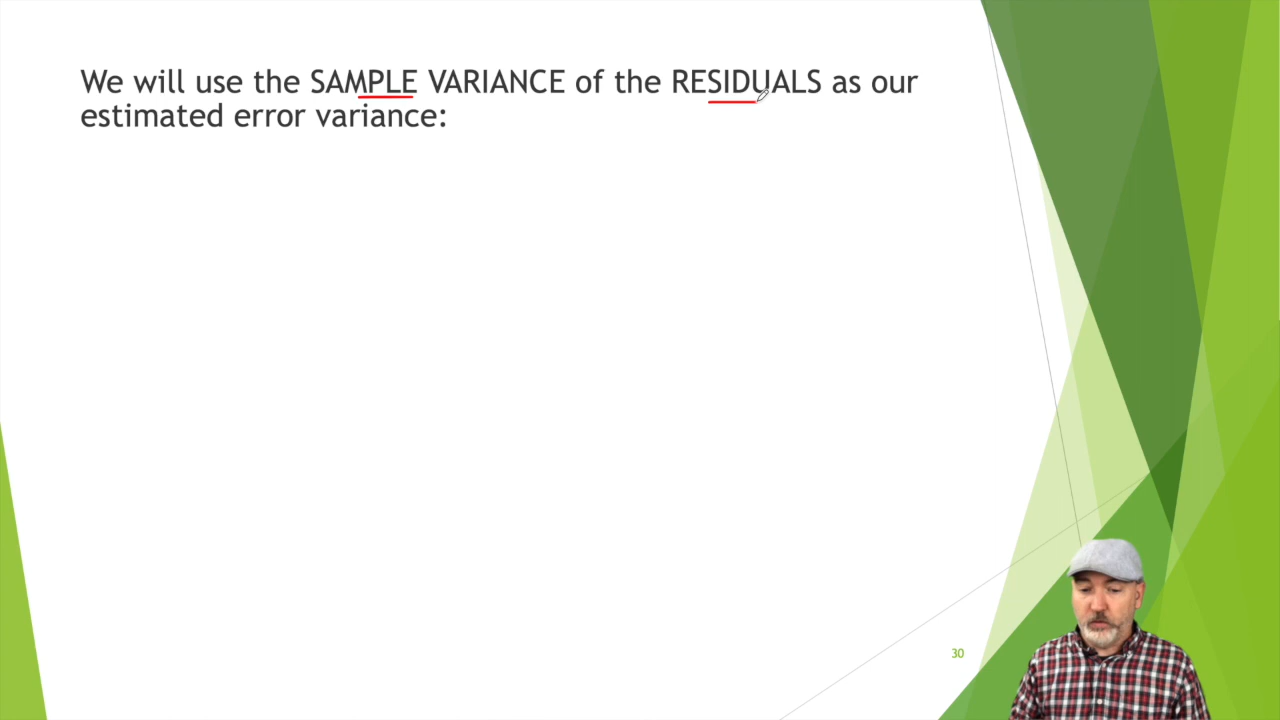 We will use the SAMPLE VARIANCE of the RESIDUALS as our
estimated error variance:
30